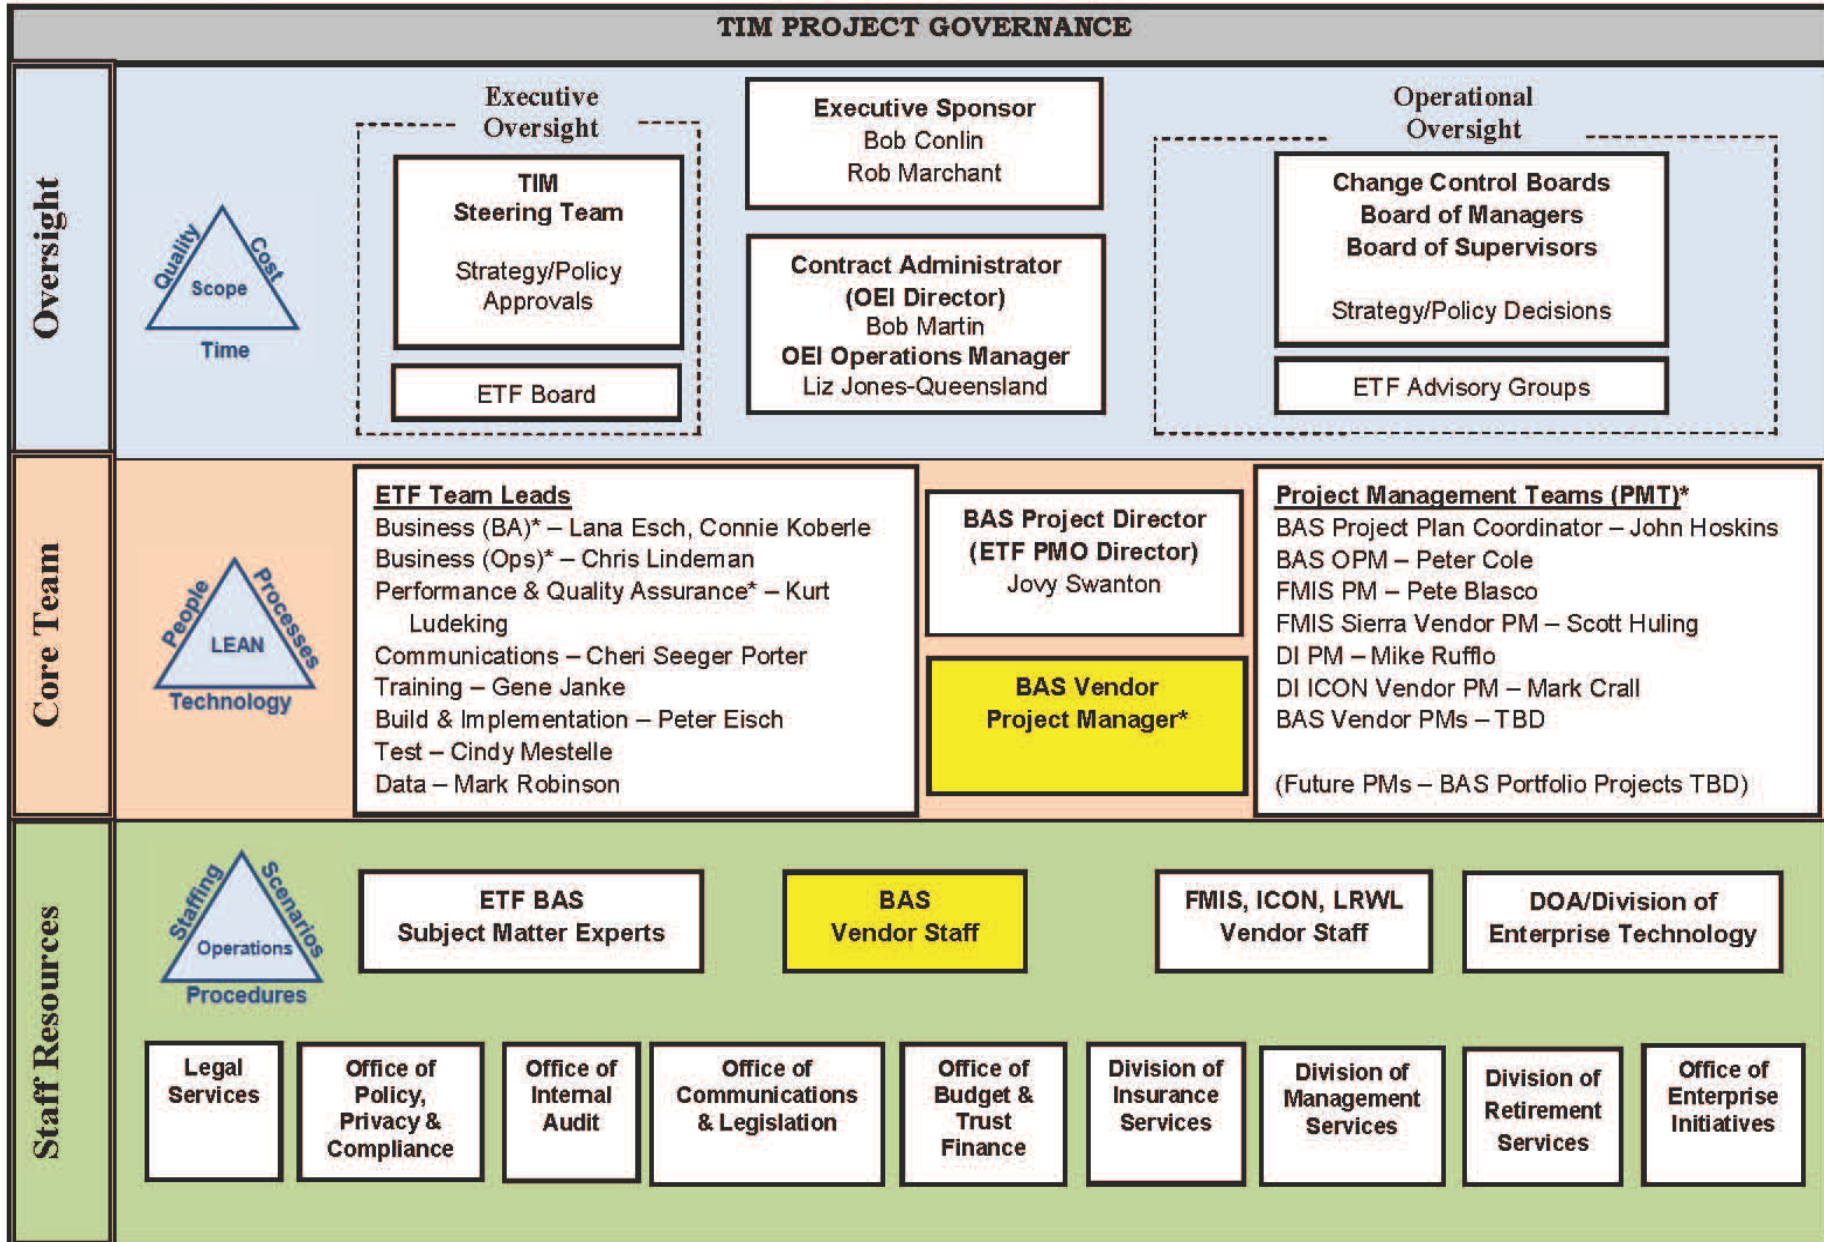 TIM PROJECT GOVERNANCE
Oversight
Quality
Cost
Scope
Time
Executive
Oversight
TIM
Steering Team
Strategy/Policy
Approvals
ETF Board
Executive Sponsor
Bob Conlin
Rob Marchant
Contract Administrator
(OEI Director)
Bob Martin
OEI Operations Manager
Liz Jones-Queensland
Operational
Oversight
Change Control Boards
Board of Managers
Board of Supervisors
Strategy/Policy Decisions
ETF Advisory Groups
Core Team
People
Processes
LEAN
Technology
ETF Team Leads
Business (BA)* – Lana Esch, Connie Koberle
Business (Ops)* – Chris Lindeman
Performance & Quality Assurance* – Kurt
Ludeking
Communications – Cheri Seeger Porter
Training – Gene Janke
Build & Implementation – Peter Eisch
Test – Cindy Mestelle
Data – Mark Robinson
BAS Project Director
(ETF PMO Director)
Jovy Swanton
BAS Vendor
Project Manager*
Project Management Teams (PMT)*
BAS Project Plan Coordinator – John Hoskins
BAS OPM – Peter Cole
FMIS PM – Pete Blasco
FMIS Sierra Vendor PM – Scott Huling
DI PM – Mike Rufflo
DI ICON Vendor PM – Mark Crall
BAS Vendor PMs – TBD
(Future PMs – BAS Portfolio Projects TBD)
Staff Resources
Staffing
Scenarios
Operations
Procedures
ETF BAS
Subject Matter Experts
BAS
Vendor Staff
FMIS, ICON, LRWL
Vendor Staff
DOA/Division of
Enterprise Technology
Legal
Services
Office of
Policy,
Privacy &
Compliance
Office of
Internal
Audit
Office of
Communications
& Legislation
Office of
Budget &
Trust
Finance
Division of
Insurance
Services
Division of
Management
Services
Division of
Retirement
Services
Office of
Enterprise
Initiatives